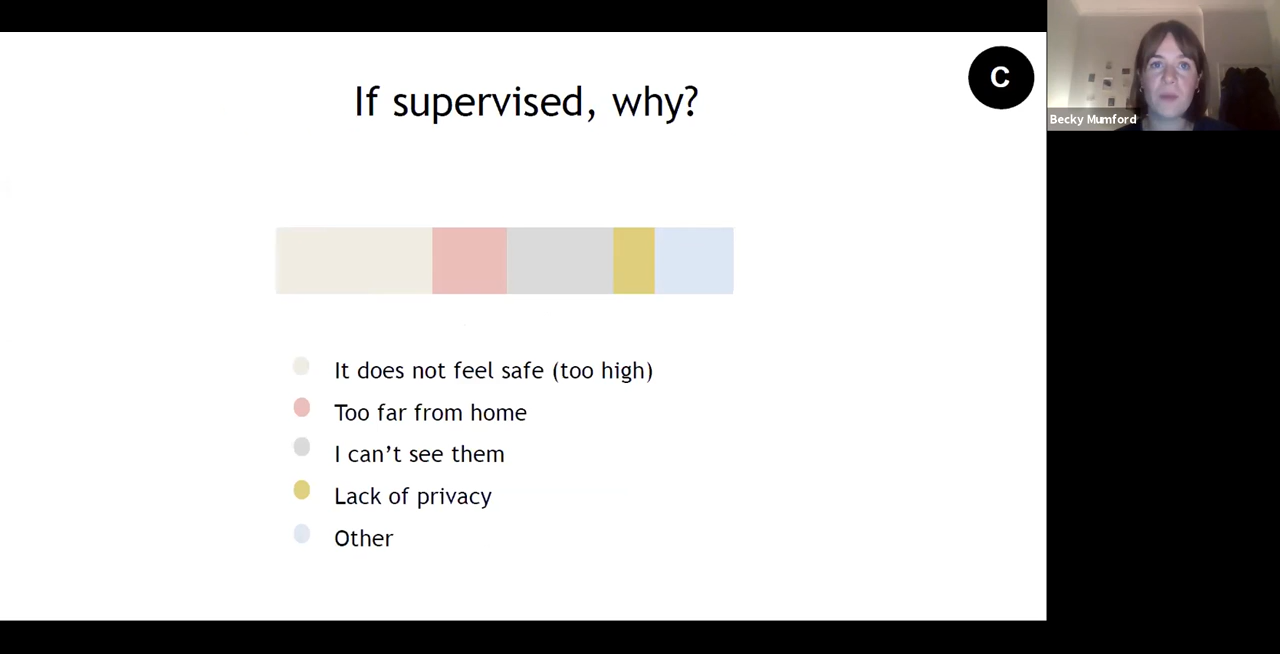 If supervised, why?
C
Becky Mumford
It does not feel safe (too high)
Too far from home
I can’t see them
Lack of privacy
Other